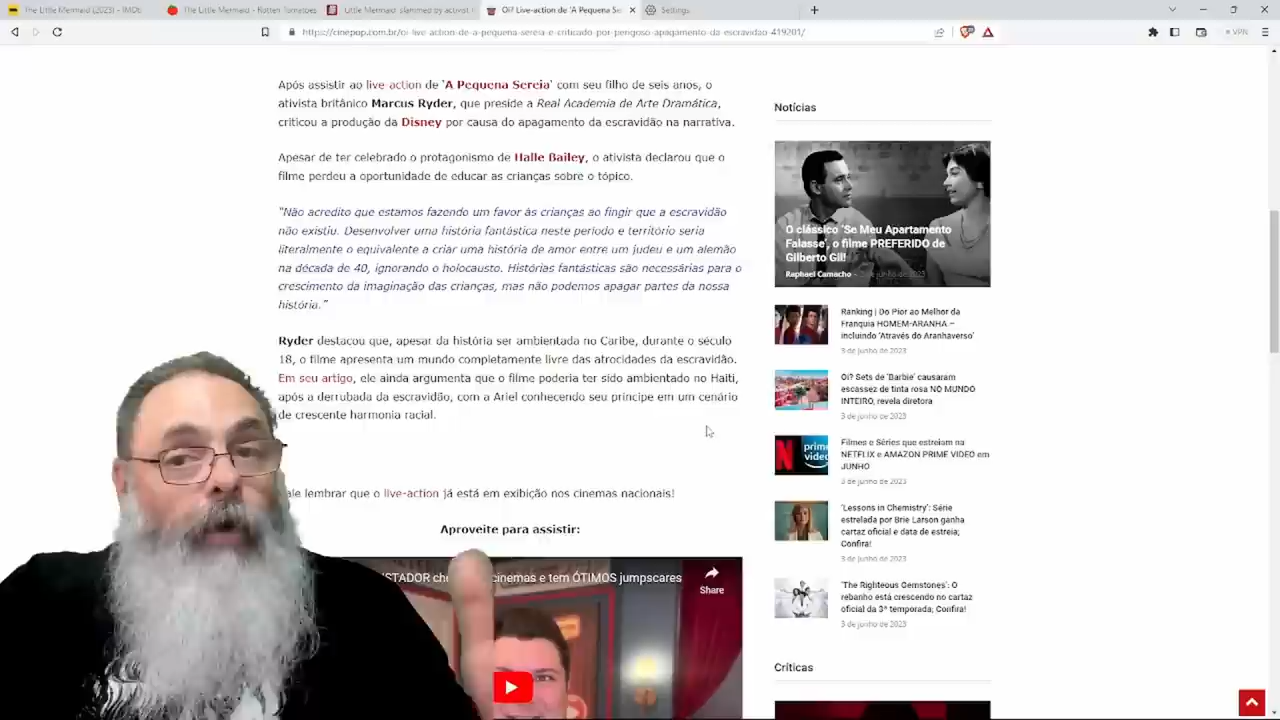 The Little Mermaid (2023) - IMDb
The Little Mermaid - Rotten Tomatoes
Little Mermaid slammed by activist
Oi? Live-action de 'A Pequena Se
Settings
https://cinepop.com.br/oi-live-action-de-a-pequena-sereia-e-criticado-por-perigoso-apagamento-da-escravidao-419201/
VPN
Após assistir ao live action de 'A Pequena Sereia' com seu filho de seis anos, o
ativista britânico Marcus Ryder, que preside a Real Academia de Arte Dramática,
criticou a produção da Disney por causa do apagamento da escravidão na narrativa.
Apesar de ter celebrado o protagonismo de Halle Bailey, o ativista declarou que o
filme perdeu a oportunidade de educar as crianças sobre o tópico.
"Não acredito que estamos fazendo um favor às crianças ao fingir que a escravidão
não existiu. Desenvolver uma história fantástica neste período e território seria
literalmente o equivalente a criar uma história de amor entre um judeu e um alemão
na década de 40, ignorando o holocausto. Histórias fantásticas são necessárias para o
crescimento da imaginação das crianças, mas não podemos apagar partes da nossa
história."
Ryder destacou que, apesar da história ser ambientada no Caribe, durante o século
18, o filme apresenta um mundo completamente livre das atrocidades da escravidão.
Em seu artigo, ele ainda argumenta que o filme poderia ter sido ambientado no Haiti,
após a derrubada da escravidão, com a Ariel conhecendo seu príncipe em um cenário
de crescente harmonia racial.
ale lembrar que o live-action já está em exibição nos cinemas nacionais!
Aproveite para assistir:
STADOR che cinemas e tem ÓTIMOS jumpscares
Share
Notícias
O clássico 'Se Meu Apartamento
Falasse', o filme PREFERIDO de
Gilberto Gil!
Raphael Camacho - de junho de 2023
Ranking | Do Pior ao Melhor da
Franquia HOMEM-ARANHA –
incluindo 'Através do Aranhaverso'
3 de junho de 2023
Oi? Sets de 'Barbie' causaram
escassez de tinta rosa NO MUNDO
INTEIRO, revela diretora
3 de junho de 2023
prime
video
Filmes e Séries que estreiam na
NETFLIX e AMAZON PRIME VIDEO em
JUNHO
3 de junho de 2023
'Lessons in Chemistry': Série
estrelada por Brie Larson ganha
cartaz oficial e data de estreia;
Confira!
3 de junho de 2023
'The Righteous Gemstones': O
rebanho está crescendo no cartaz
oficial da 3ª temporada; Confira!
3 de junho de 2023
Críticas